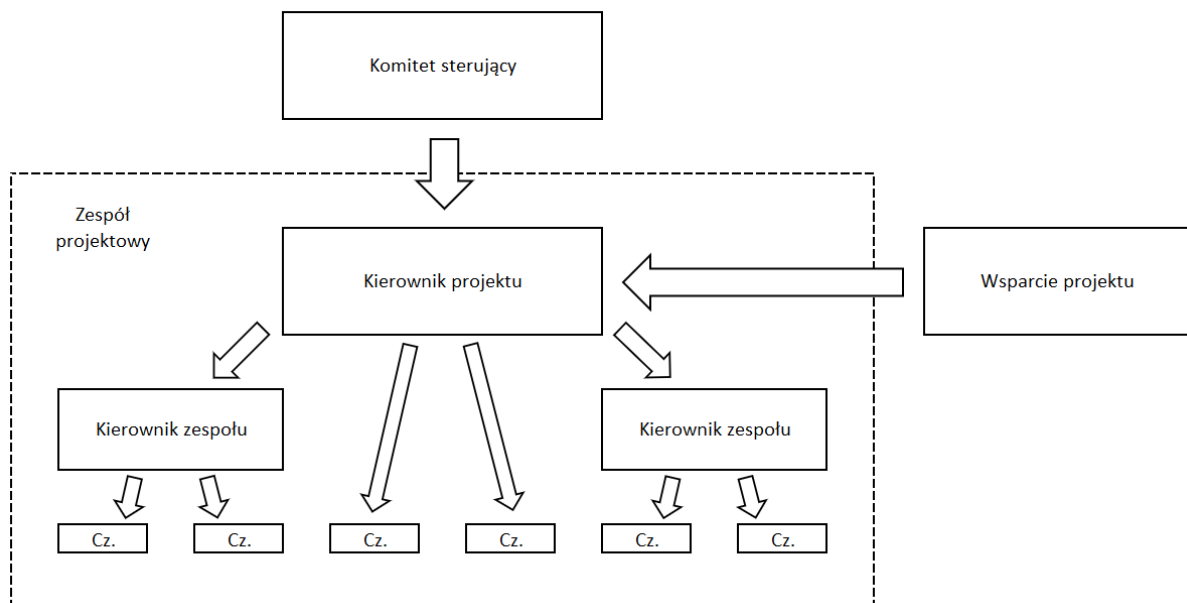 Komitet sterujący
Zespół
projektowy
Kierownik projektu
Wsparcie projektu
Kierownik zespołu
Kierownik zespołu
Cz.
Cz.
Cz.
Cz.
Cz.
Cz.